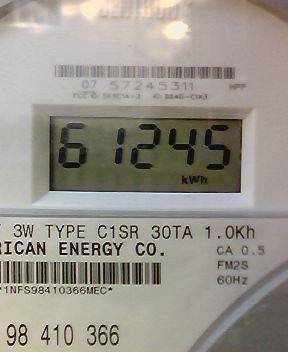 CENTRON
07 57245311
61245
kWh
3W TYPE C1SR 30TA 1.0Kh
RICAN ENERGY CO.
CA 0.5
FM2S
60Hz
*1NFS98410366MEC*
98 410 366